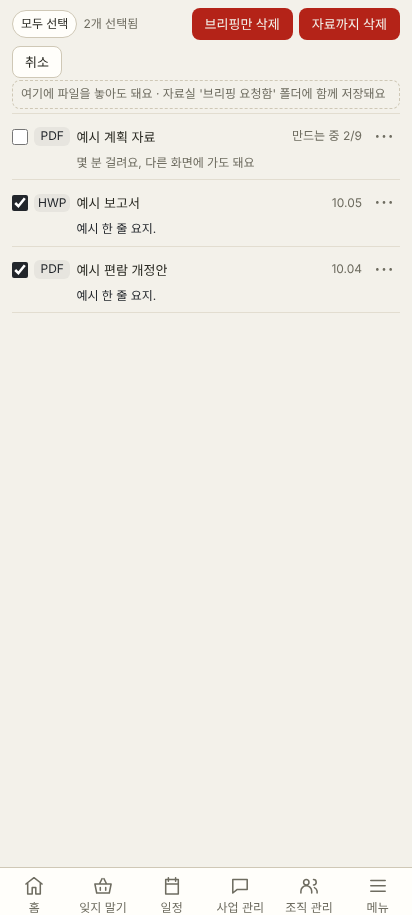 모두 선택 2개 선택됨 브리핑만 삭제 자료까지 삭제
취소
여기에 파일을 놓아도 돼요 · 자료실 '브리핑 요청함' 폴더에 함께 저장돼요
PDF 예시 계획 자료 만드는 중 2/9 ···
몇 분 걸려요, 다른 화면에 가도 돼요
HWP 예시 보고서 10.05 ···
예시 한 줄 요지.
PDF 예시 편람 개정안 10.04 ···
예시 한 줄 요지.
홈 잊지 말기 일정 사업 관리 조직 관리 메뉴